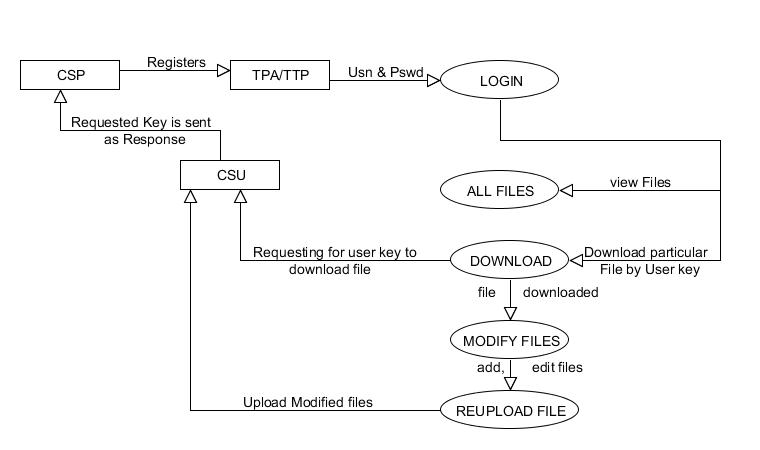 Registers
CSP
TPA/TTP
Usn & Pswd
LOGIN
Requested Key is sent
as Response
CSU
ALL FILES
view Files
Requesting for user key to
download file
DOWNLOAD
Download particular
File by User key
file downloaded
MODIFY FILES
add, edit files
Upload Modified files
REUPLOAD FILE